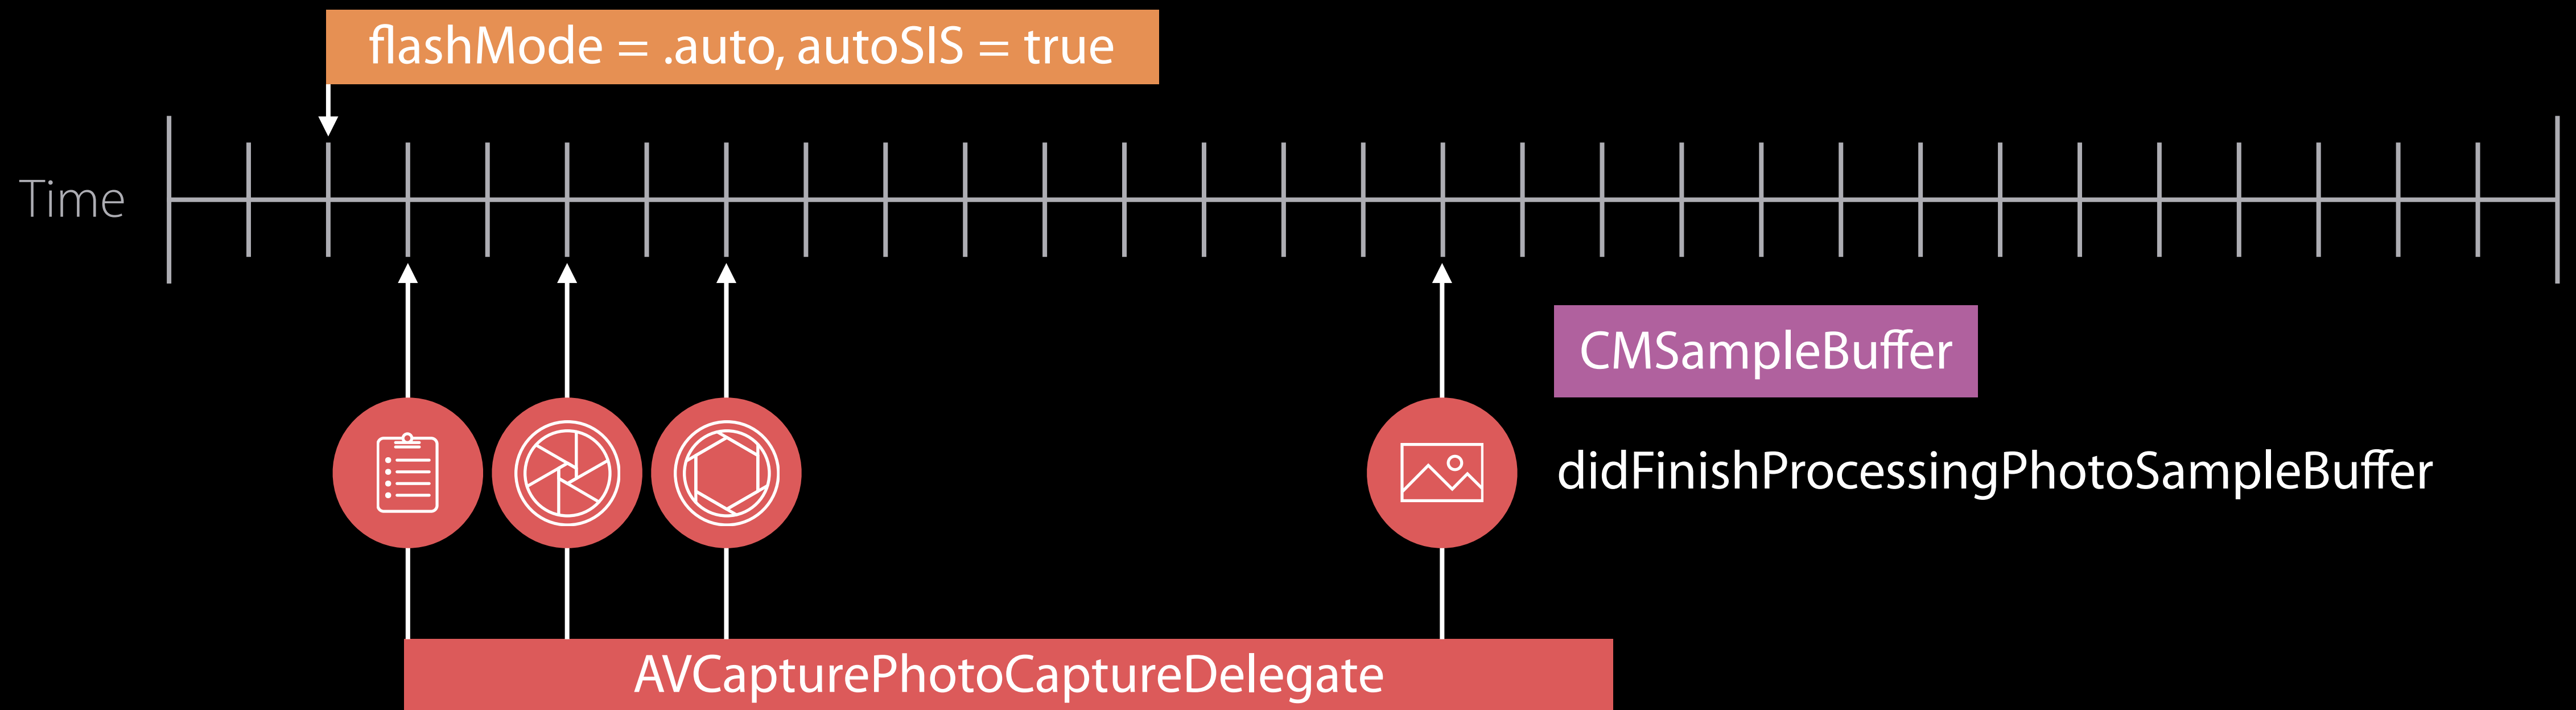 flashMode = .auto, autoSIS = true
Time
CMSampleBuffer
didFinishProcessingPhotoSampleBuffer
AVCapturePhotoCaptureDelegate